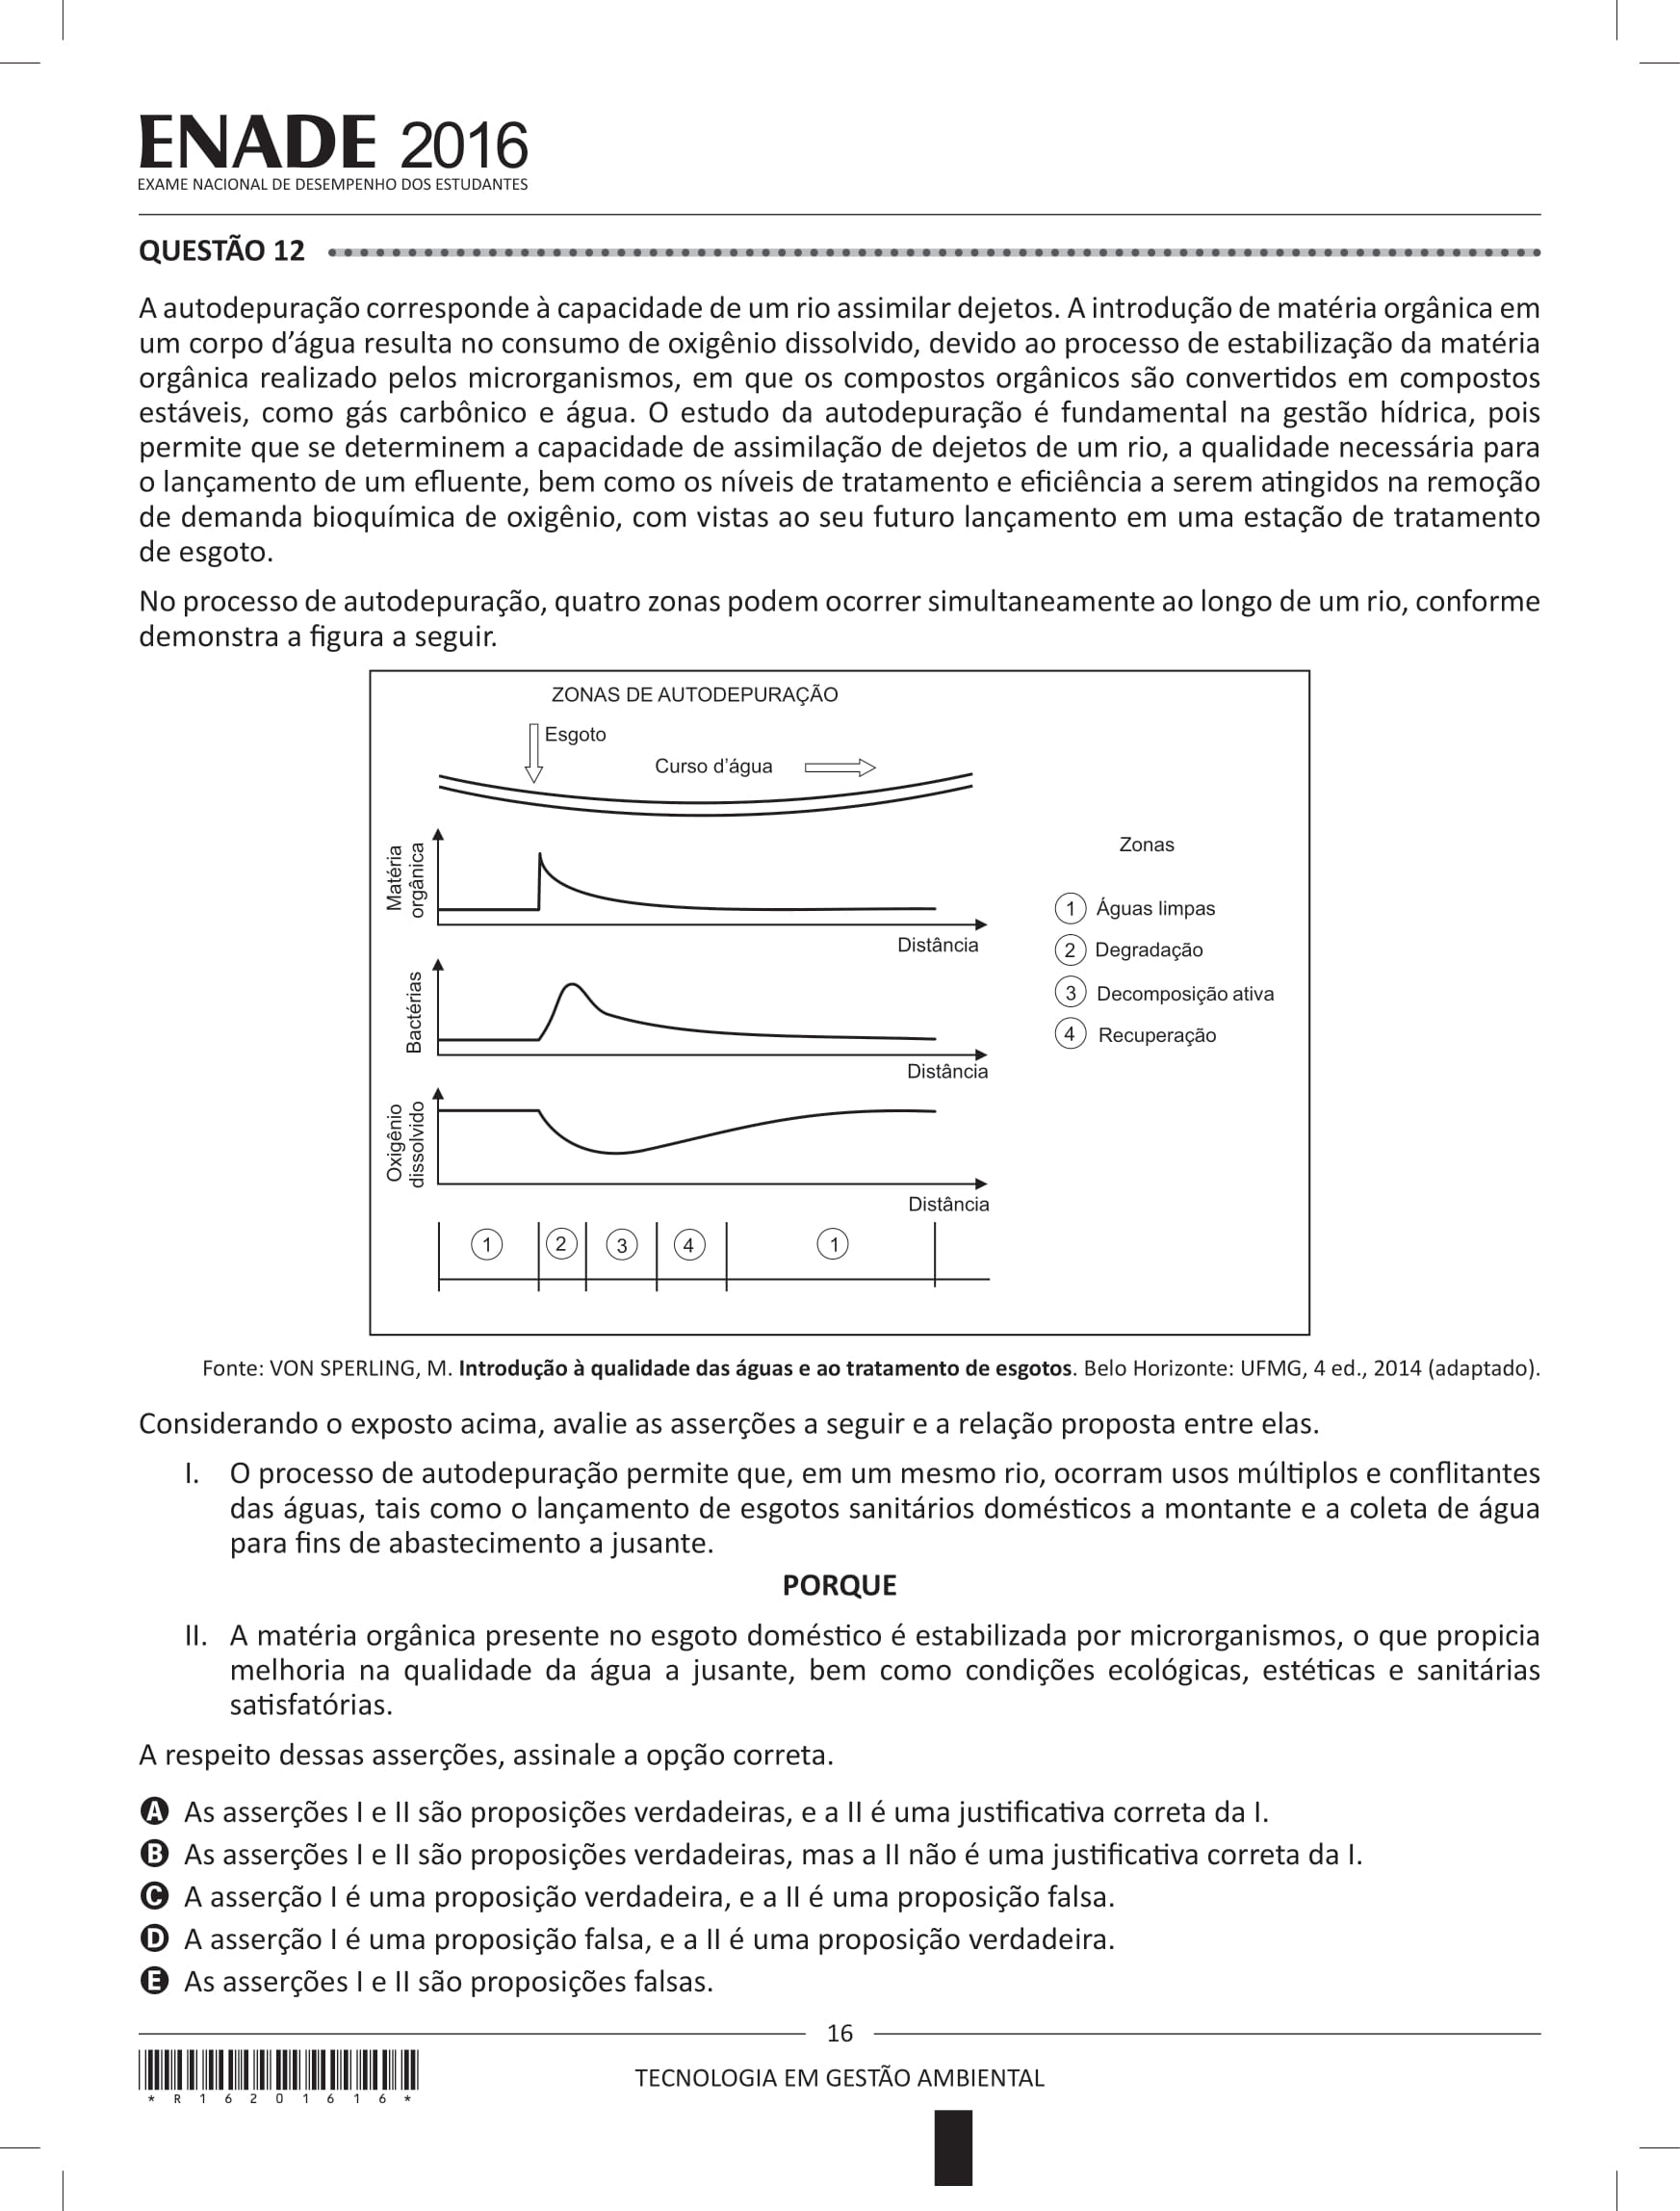 ENADE 2016
EXAME NACIONAL DE DESEMPENHO DOS ESTUDANTES
QUESTÃO 12
A autodepuração corresponde à capacidade de um rio assimilar dejetos. A introdução de matéria orgânica em
um corpo d’água resulta no consumo de oxigênio dissolvido, devido ao processo de estabilização da matéria
orgânica realizado pelos microrganismos, em que os compostos orgânicos são convertidos em compostos
estáveis, como gás carbônico e água. O estudo da autodepuração é fundamental na gestão hídrica, pois
permite que se determinem a capacidade de assimilação de dejetos de um rio, a qualidade necessária para
o lançamento de um efluente, bem como os níveis de tratamento e eficiência a serem atingidos na remoção
de demanda bioquímica de oxigênio, com vistas ao seu futuro lançamento em uma estação de tratamento
de esgoto.
No processo de autodepuração, quatro zonas podem ocorrer simultaneamente ao longo de um rio, conforme
demonstra a figura a seguir.
ZONAS DE AUTODEPURAÇÃO
Esgoto
Curso d’água
Matéria
orgânica
Distância
Bactérias
Distância
Oxigênio
dissolvido
Distância
1 2 3 4 1
Zonas
1 Águas limpas
2 Degradação
3 Decomposição ativa
4 Recuperação
Fonte: VON SPERLING, M. Introdução à qualidade das águas e ao tratamento de esgotos. Belo Horizonte: UFMG, 4 ed., 2014 (adaptado).
Considerando o exposto acima, avalie as asserções a seguir e a relação proposta entre elas.
I. O processo de autodepuração permite que, em um mesmo rio, ocorram usos múltiplos e conflitantes
das águas, tais como o lançamento de esgotos sanitários domésticos a montante e a coleta de água
para fins de abastecimento a jusante.
PORQUE
II. A matéria orgânica presente no esgoto doméstico é estabilizada por microrganismos, o que propicia
melhoria na qualidade da água a jusante, bem como condições ecológicas, estéticas e sanitárias
satisfatórias.
A respeito dessas asserções, assinale a opção correta.
A As asserções I e II são proposições verdadeiras, e a II é uma justificativa correta da I.
B As asserções I e II são proposições verdadeiras, mas a II não é uma justificativa correta da I.
C A asserção I é uma proposição verdadeira, e a II é uma proposição falsa.
D A asserção I é uma proposição falsa, e a II é uma proposição verdadeira.
E As asserções I e II são proposições falsas.
16
*R16201616*
TECNOLOGIA EM GESTÃO AMBIENTAL